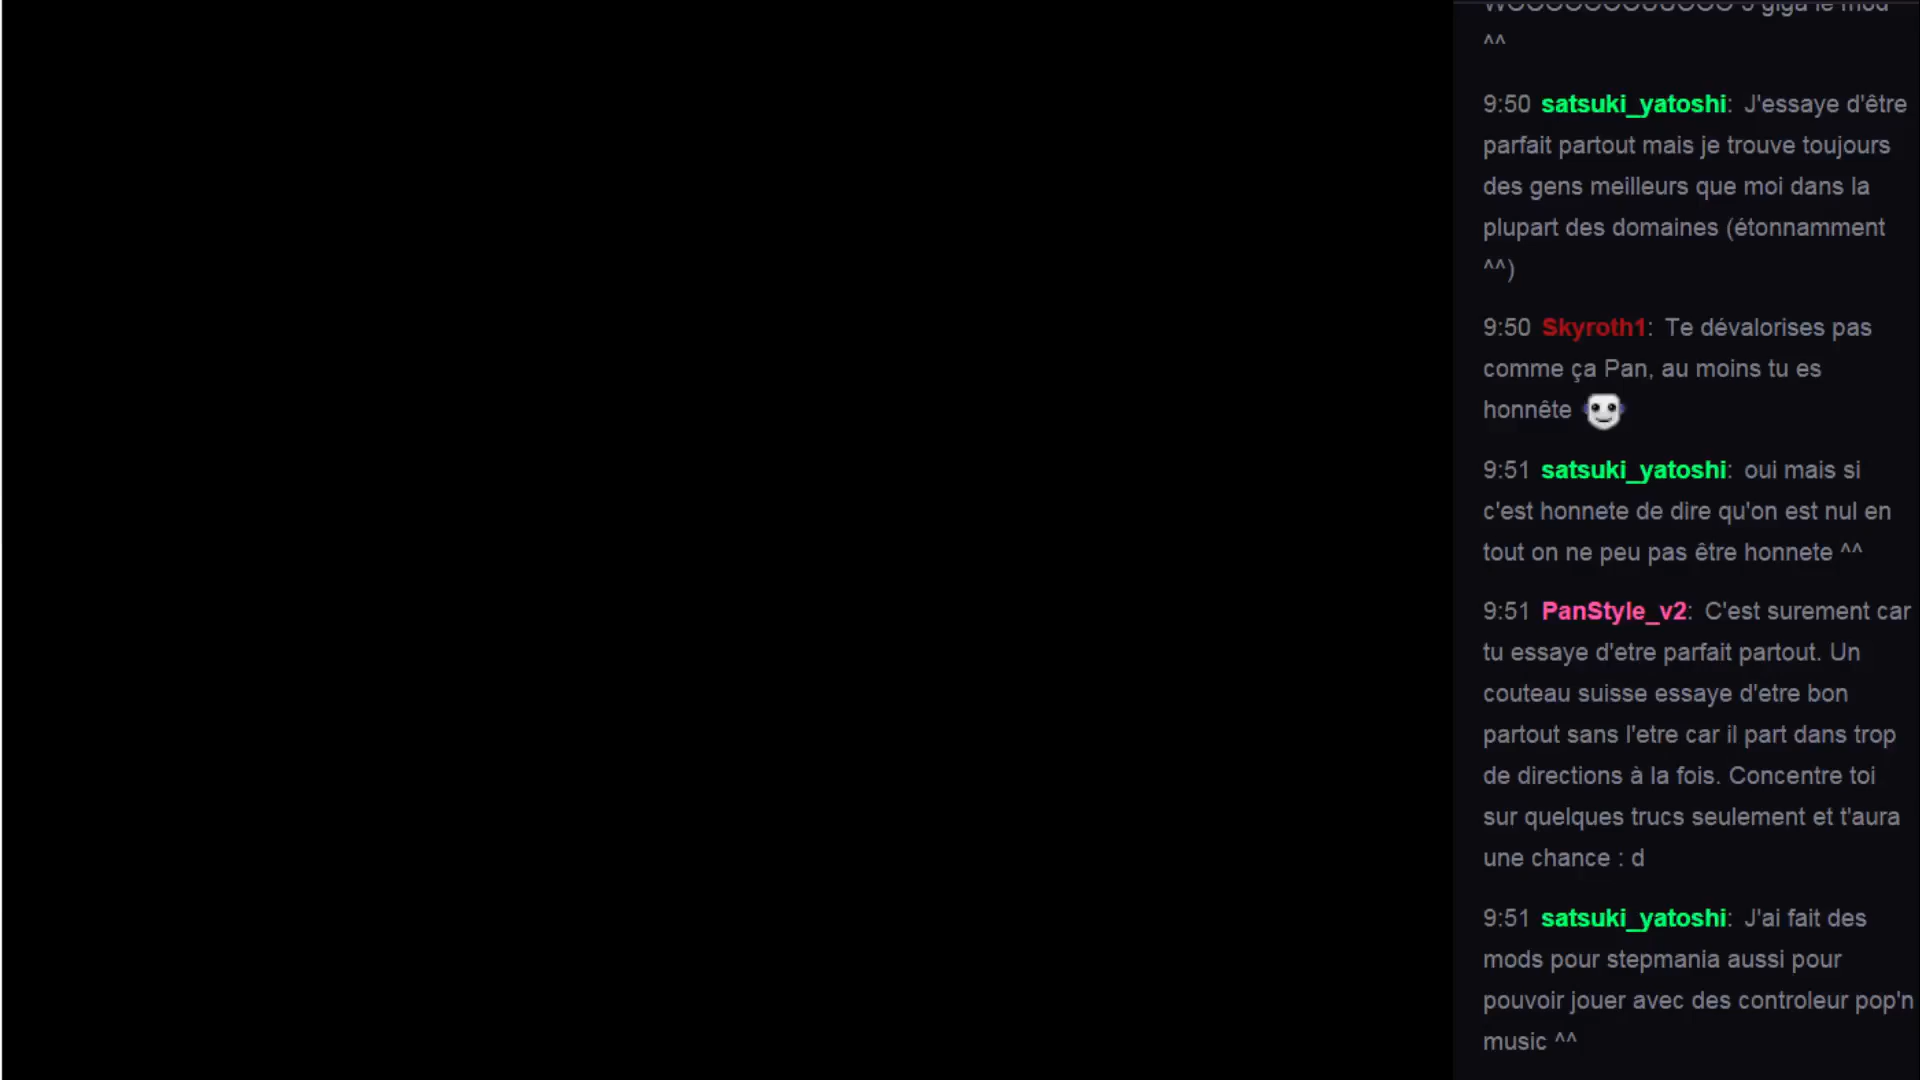 giga le mod
^^
9:50 satsuki_yatoshi: J'essaye d'être
parfait partout mais je trouve toujours
des gens meilleurs que moi dans la
plupart des domaines (étonnamment
^^)
9:50 Skyroth1: Te dévalorises pas
comme ça Pan, au moins tu es
honnête
9:51 satsuki_yatoshi: oui mais si
c'est honnete de dire qu'on est nul en
tout on ne peu pas être honnete ^^
9:51 PanStyle_v2: C'est surement car
tu essaye d'etre parfait partout. Un
couteau suisse essaye d'etre bon
partout sans l'etre car il part dans trop
de directions à la fois. Concentre toi
sur quelques trucs seulement et t'aura
une chance : d
9:51 satsuki_yatoshi: J'ai fait des
mods pour stepmania aussi pour
pouvoir jouer avec des controleur pop'n
music ^^